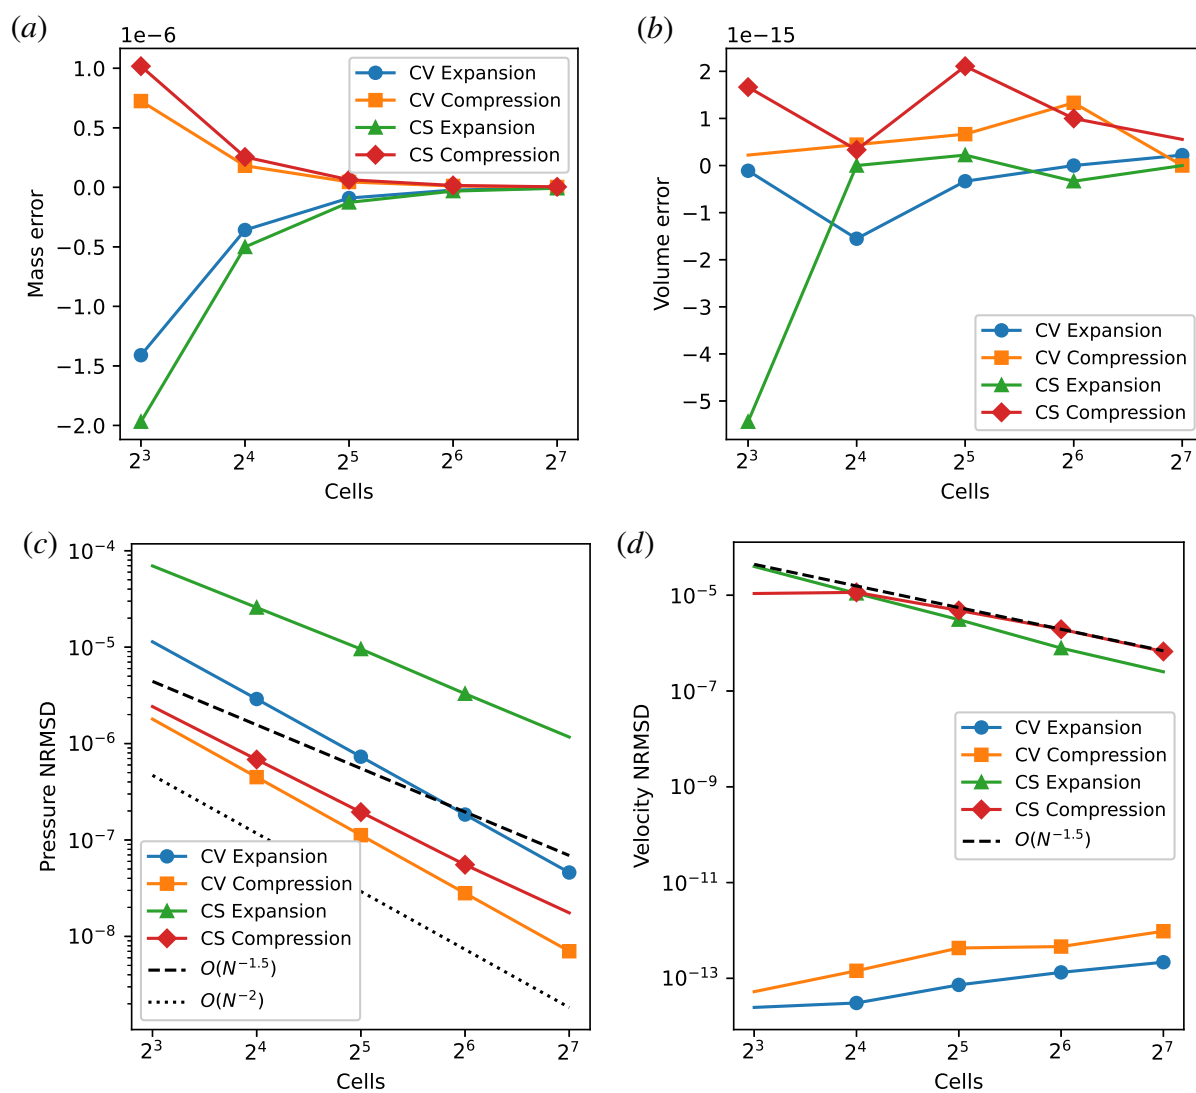 (a)
1e−6
1.0
0.5
0.0
−0.5
−1.0
−1.5
−2.0
Mass error
2³ 2⁴ 2⁵ 2⁶ 2⁷
Cells
CV Expansion
CV Compression
CS Expansion
CS Compression
(b)
1e−15
2
1
0
−1
−2
−3
−4
−5
Volume error
2³ 2⁴ 2⁵ 2⁶ 2⁷
Cells
CV Expansion
CV Compression
CS Expansion
CS Compression
(c)
10⁻⁴
10⁻⁵
10⁻⁶
10⁻⁷
10⁻⁸
Pressure NRMSD
2³ 2⁴ 2⁵ 2⁶ 2⁷
Cells
CV Expansion
CV Compression
CS Expansion
CS Compression
O(N⁻¹·⁵)
O(N⁻²)
(d)
10⁻⁵
10⁻⁷
10⁻⁹
10⁻¹¹
10⁻¹³
Velocity NRMSD
2³ 2⁴ 2⁵ 2⁶ 2⁷
Cells
CV Expansion
CV Compression
CS Expansion
CS Compression
O(N⁻¹·⁵)